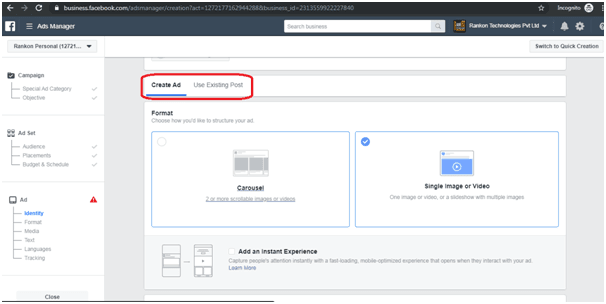 business.facebook.com/adsmanager/creation?act=1272177162944288&business_id=2313559922227840
Incognito
Ads Manager
Search business
Rankon Technologies Pvt Ltd
Rankon Personal (12721...
Switch to Quick Creation
Campaign
Special Ad Category
Objective
Ad Set
Audience
Placements
Budget & Schedule
Ad
Identity
Format
Media
Text
Languages
Tracking
Close
Create Ad
Use Existing Post
Format
Choose how you'd like to structure your ad.
Carousel
2 or more scrollable images or videos
Single Image or Video
One image or video, or a slideshow with multiple images
Add an Instant Experience
Capture people's attention instantly with a fast-loading, mobile-optimized experience that opens when they interact with your ad.
Learn More